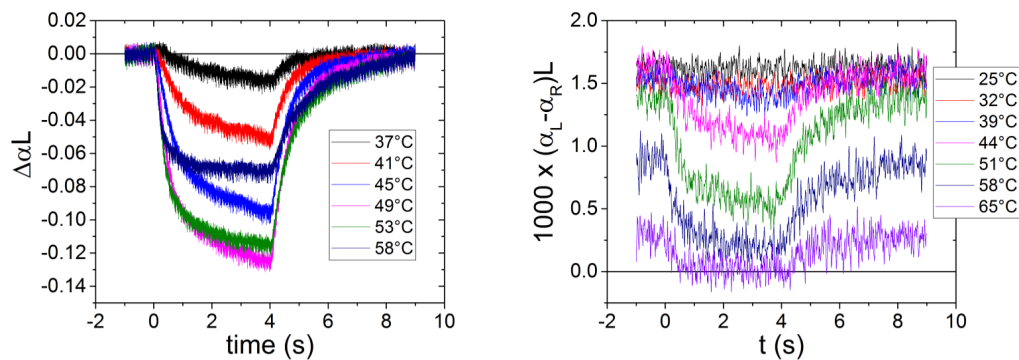 0.02
0.00
-0.02
-0.04
-0.06
-0.08
-0.10
-0.12
-0.14
ΔαL
-2 0 2 4 6 8 10
time (s)
37°C
41°C
45°C
49°C
53°C
58°C
2.0
1.5
1.0
0.5
0.0
1000 x (αL-αR)L
-2 0 2 4 6 8 10
t (s)
25°C
32°C
39°C
44°C
51°C
58°C
65°C